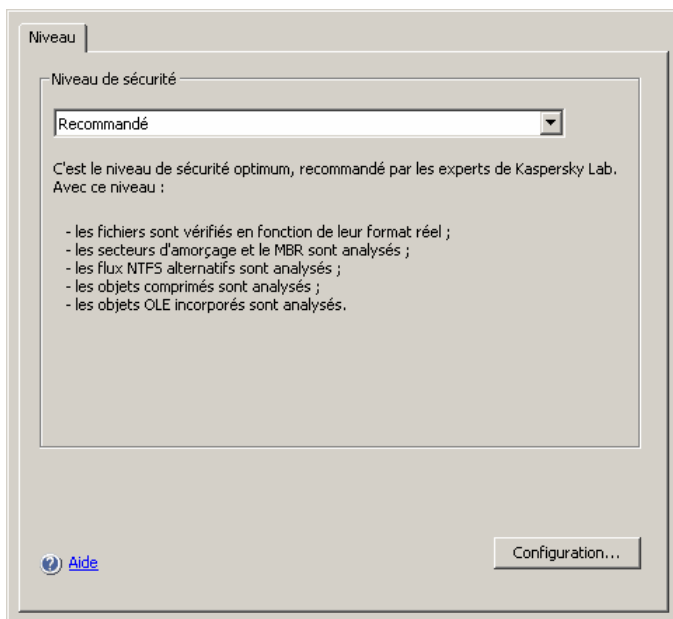 Niveau
Niveau de sécurité
Recommandé
C'est le niveau de sécurité optimum, recommandé par les experts de Kaspersky Lab.
Avec ce niveau :
- les fichiers sont vérifiés en fonction de leur format réel ;
- les secteurs d'amorçage et le MBR sont analysés ;
- les flux NTFS alternatifs sont analysés ;
- les objets comprimés sont analysés ;
- les objets OLE incorporés sont analysés.
Configuration...
Aide